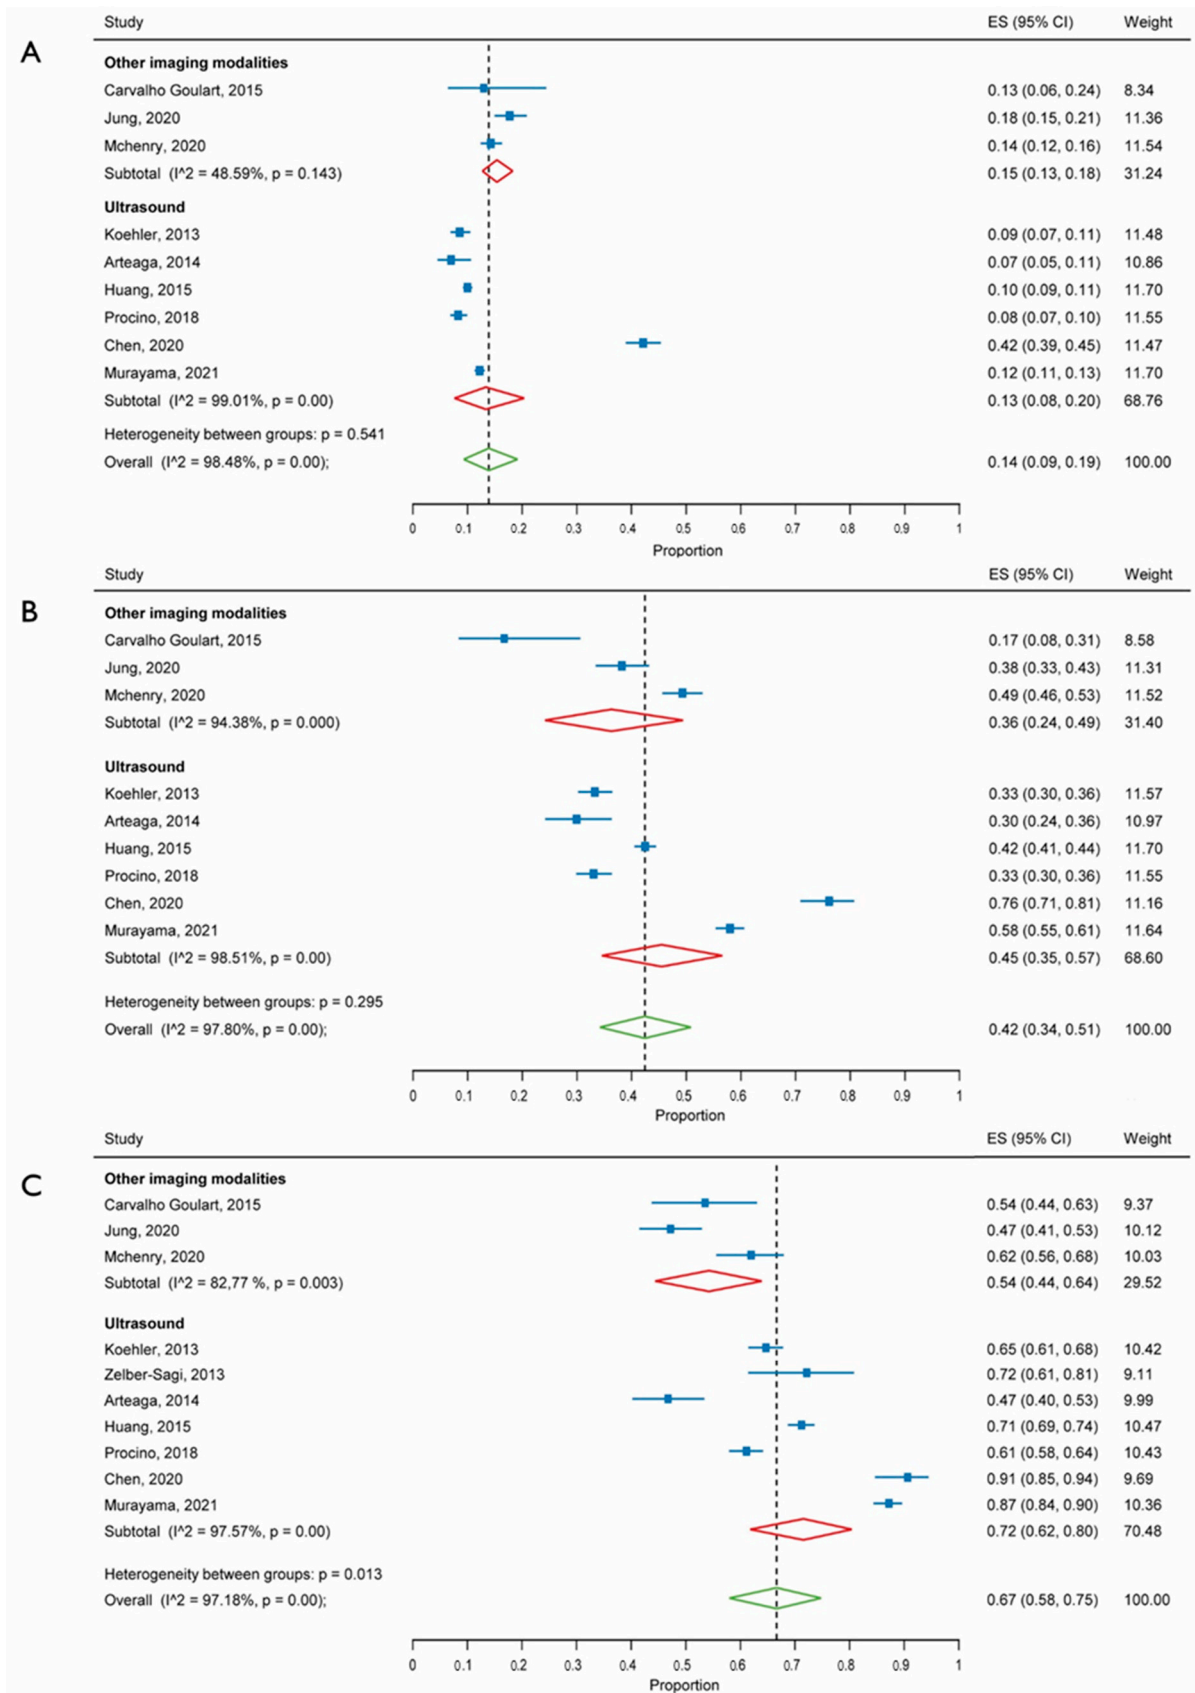 Study ES (95% CI) Weight
A
Other imaging modalities
Carvalho Goulart, 2015 0.13 (0.06, 0.24) 8.34
Jung, 2020 0.18 (0.15, 0.21) 11.36
Mchenry, 2020 0.14 (0.12, 0.16) 11.54
Subtotal (I^2 = 48.59%, p = 0.143) 0.15 (0.13, 0.18) 31.24
Ultrasound
Koehler, 2013 0.09 (0.07, 0.11) 11.48
Arteaga, 2014 0.07 (0.05, 0.11) 10.86
Huang, 2015 0.10 (0.09, 0.11) 11.70
Procino, 2018 0.08 (0.07, 0.10) 11.55
Chen, 2020 0.42 (0.39, 0.45) 11.47
Murayama, 2021 0.12 (0.11, 0.13) 11.70
Subtotal (I^2 = 99.01%, p = 0.00) 0.13 (0.08, 0.20) 68.76
Heterogeneity between groups: p = 0.541
Overall (I^2 = 98.48%, p = 0.00); 0.14 (0.09, 0.19) 100.00
0 0.1 0.2 0.3 0.4 0.5 0.6 0.7 0.8 0.9 1
Proportion
Study ES (95% CI) Weight
B
Other imaging modalities
Carvalho Goulart, 2015 0.17 (0.08, 0.31) 8.58
Jung, 2020 0.38 (0.33, 0.43) 11.31
Mchenry, 2020 0.49 (0.46, 0.53) 11.52
Subtotal (I^2 = 94.38%, p = 0.000) 0.36 (0.24, 0.49) 31.40
Ultrasound
Koehler, 2013 0.33 (0.30, 0.36) 11.57
Arteaga, 2014 0.30 (0.24, 0.36) 10.97
Huang, 2015 0.42 (0.41, 0.44) 11.70
Procino, 2018 0.33 (0.30, 0.36) 11.55
Chen, 2020 0.76 (0.71, 0.81) 11.16
Murayama, 2021 0.58 (0.55, 0.61) 11.64
Subtotal (I^2 = 98.51%, p = 0.00) 0.45 (0.35, 0.57) 68.60
Heterogeneity between groups: p = 0.295
Overall (I^2 = 97.80%, p = 0.00); 0.42 (0.34, 0.51) 100.00
0 0.1 0.2 0.3 0.4 0.5 0.6 0.7 0.8 0.9 1
Proportion
Study ES (95% CI) Weight
C
Other imaging modalities
Carvalho Goulart, 2015 0.54 (0.44, 0.63) 9.37
Jung, 2020 0.47 (0.41, 0.53) 10.12
Mchenry, 2020 0.62 (0.56, 0.68) 10.03
Subtotal (I^2 = 82,77 %, p = 0.003) 0.54 (0.44, 0.64) 29.52
Ultrasound
Koehler, 2013 0.65 (0.61, 0.68) 10.42
Zelber-Sagi, 2013 0.72 (0.61, 0.81) 9.11
Arteaga, 2014 0.47 (0.40, 0.53) 9.99
Huang, 2015 0.71 (0.69, 0.74) 10.47
Procino, 2018 0.61 (0.58, 0.64) 10.43
Chen, 2020 0.91 (0.85, 0.94) 9.69
Murayama, 2021 0.87 (0.84, 0.90) 10.36
Subtotal (I^2 = 97.57%, p = 0.00) 0.72 (0.62, 0.80) 70.48
Heterogeneity between groups: p = 0.013
Overall (I^2 = 97.18%, p = 0.00); 0.67 (0.58, 0.75) 100.00
0 0.1 0.2 0.3 0.4 0.5 0.6 0.7 0.8 0.9 1
Proportion